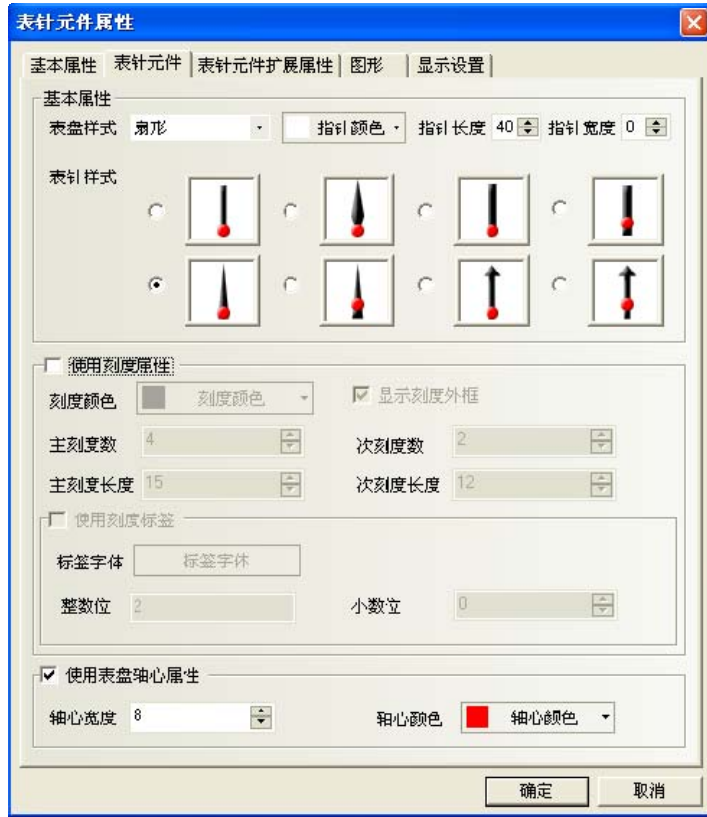 表针元件属性
基本属性 表针元件 表针元件扩展属性 图形 显示设置
基本属性
表盘样式 扇形 指针颜色 指针长度 40 指针宽度 0
表针样式
使用刻度属性
刻度颜色 刻度颜色 显示刻度外框
主刻度数 4 次刻度数 2
主刻度长度 15 次刻度长度 12
使用刻度标签
标签字体 标签字体
整数位 2 小数位 0
使用表盘轴心属性
轴心宽度 8 轴心颜色 轴心颜色
确定 取消